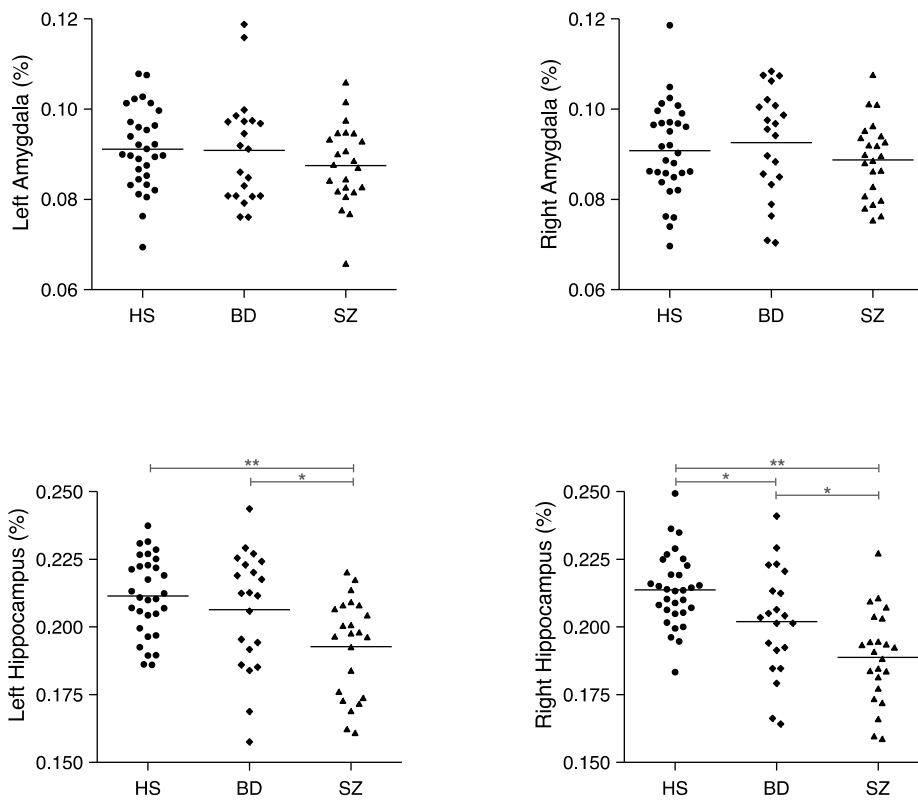 Left Amygdala (%)
0.12
0.10
0.08
0.06
HS BD SZ
Right Amygdala (%)
0.12
0.10
0.08
0.06
HS BD SZ
Left Hippocampus (%)
**
*
0.250
0.225
0.200
0.175
0.150
HS BD SZ
Right Hippocampus (%)
**
* *
0.250
0.225
0.200
0.175
0.150
HS BD SZ